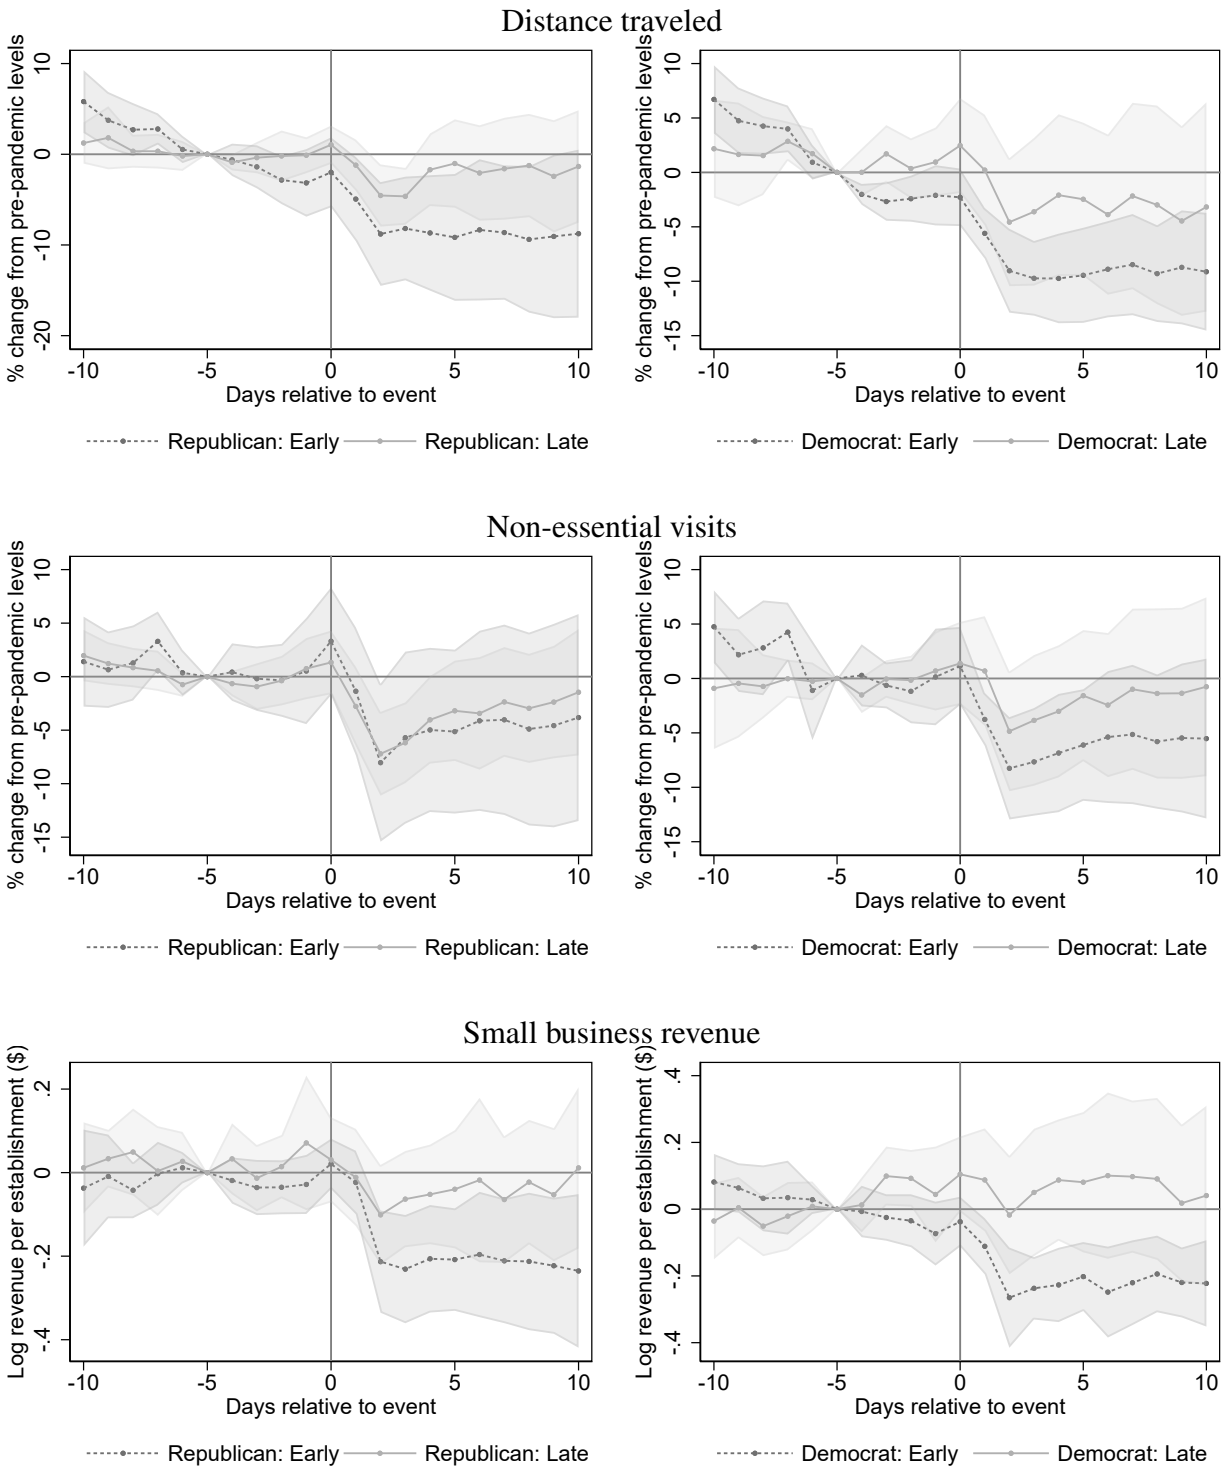 Distance traveled
% change from pre-pandemic levels
10
0
-10
-20
-10
-5
0
5
10
Days relative to event
Republican: Early
Republican: Late
% change from pre-pandemic levels
10
5
0
-5
-10
-15
-10
-5
0
5
10
Days relative to event
Democrat: Early
Democrat: Late
Non-essential visits
% change from pre-pandemic levels
10
5
0
-5
-10
-15
-10
-5
0
5
10
Days relative to event
Republican: Early
Republican: Late
% change from pre-pandemic levels
10
5
0
-5
-10
-15
-10
-5
0
5
10
Days relative to event
Democrat: Early
Democrat: Late
Small business revenue
Log revenue per establishment ($)
.2
0
-.2
-.4
-10
-5
0
5
10
Days relative to event
Republican: Early
Republican: Late
Log revenue per establishment ($)
.4
.2
0
-.2
-.4
-10
-5
0
5
10
Days relative to event
Democrat: Early
Democrat: Late